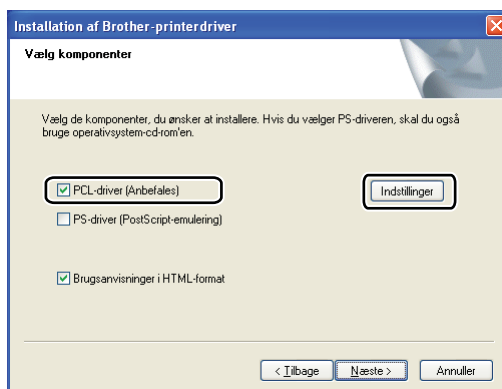 Installation af Brother-printerdriver
Vælg komponenter
Vælg de komponenter, du ønsker at installere. Hvis du vælger PS-driveren, skal du også
bruge operativsystem-cd-rom'en.
PCL-driver (Anbefales)
Indstillinger
PS-driver (PostScript-emulering)
Brugsanvisninger i HTML-format
< Tilbage
Næste >
Annuller